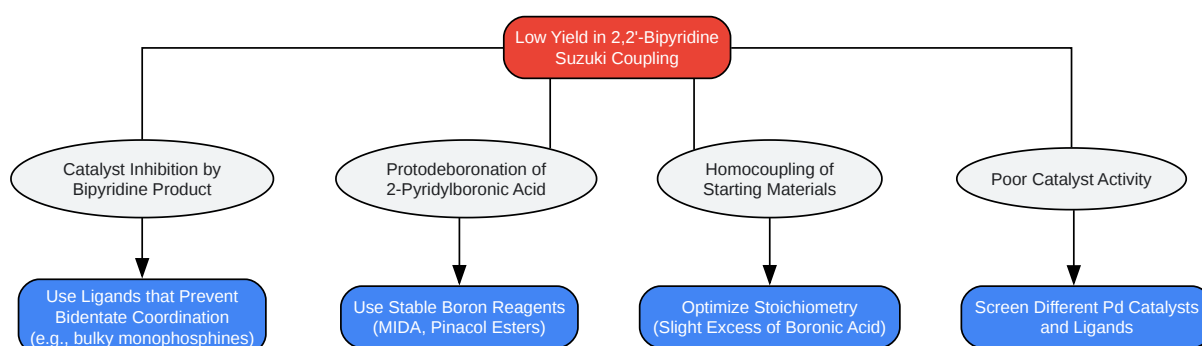 Low Yield in 2,2'-Bipyridine
Suzuki Coupling
Catalyst Inhibition by
Bipyridine Product
Protodeboronation of
2-Pyridylboronic Acid
Homocoupling of
Starting Materials
Poor Catalyst Activity
Use Ligands that Prevent
Bidentate Coordination
(e.g., bulky monophosphines)
Use Stable Boron Reagents
(MIDA, Pinacol Esters)
Optimize Stoichiometry
(Slight Excess of Boronic Acid)
Screen Different Pd Catalysts
and Ligands